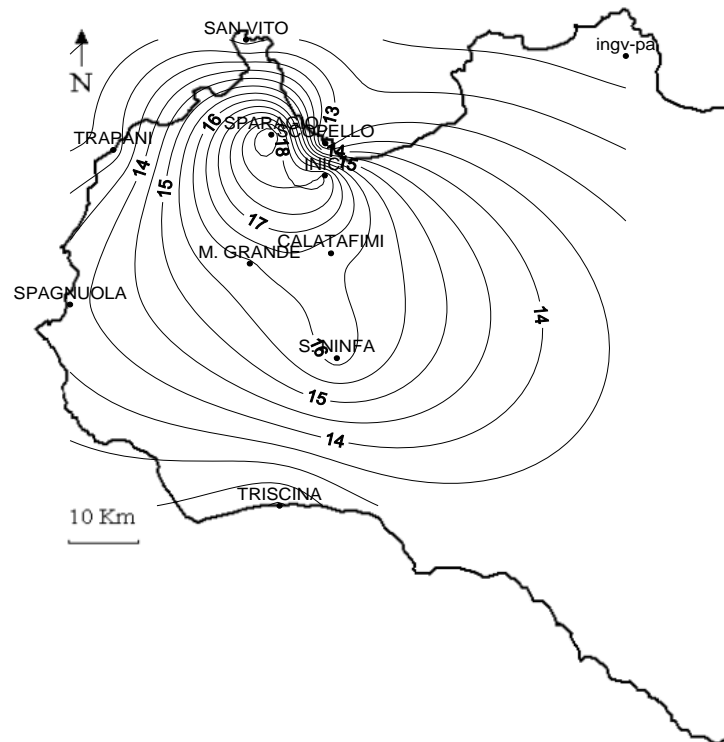 SAN VITO
ingv-pa
N
13
16
SPARAGIO
SCOPELLO
TRAPANI
14
18
14
15
INICI
15
17
CALATAFIMI
M. GRANDE
SPAGNUOLA
14
S. NINFA
16
15
14
TRISCINA
10 Km